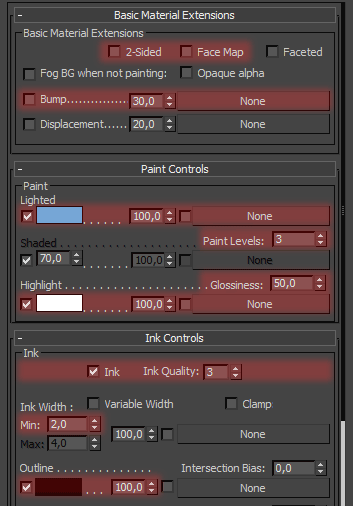 - Basic Material Extensions
Basic Material Extensions
2-Sided Face Map Faceted
Fog BG when not painting: Opaque alpha
Bump............... 30,0 None
Displacement...... 20,0 None
- Paint Controls
Paint
Lighted
. . . . . . 100,0 None
Shaded . . . . . . . . . . . . . . . . . . Paint Levels: 3
70,0 . . . . . . 100,0 None
Highlight . . . . . . . . . . . . . . . . . . Glossiness: 50,0
. . . . . . 100,0 None
- Ink Controls
Ink
Ink Ink Quality: 3
Ink Width : Variable Width Clamp
Min: 2,0
Max: 4,0 100,0 None
Outline . . . . . . . . . . . . . Intersection Bias: 0,0
. . . 100,0 None